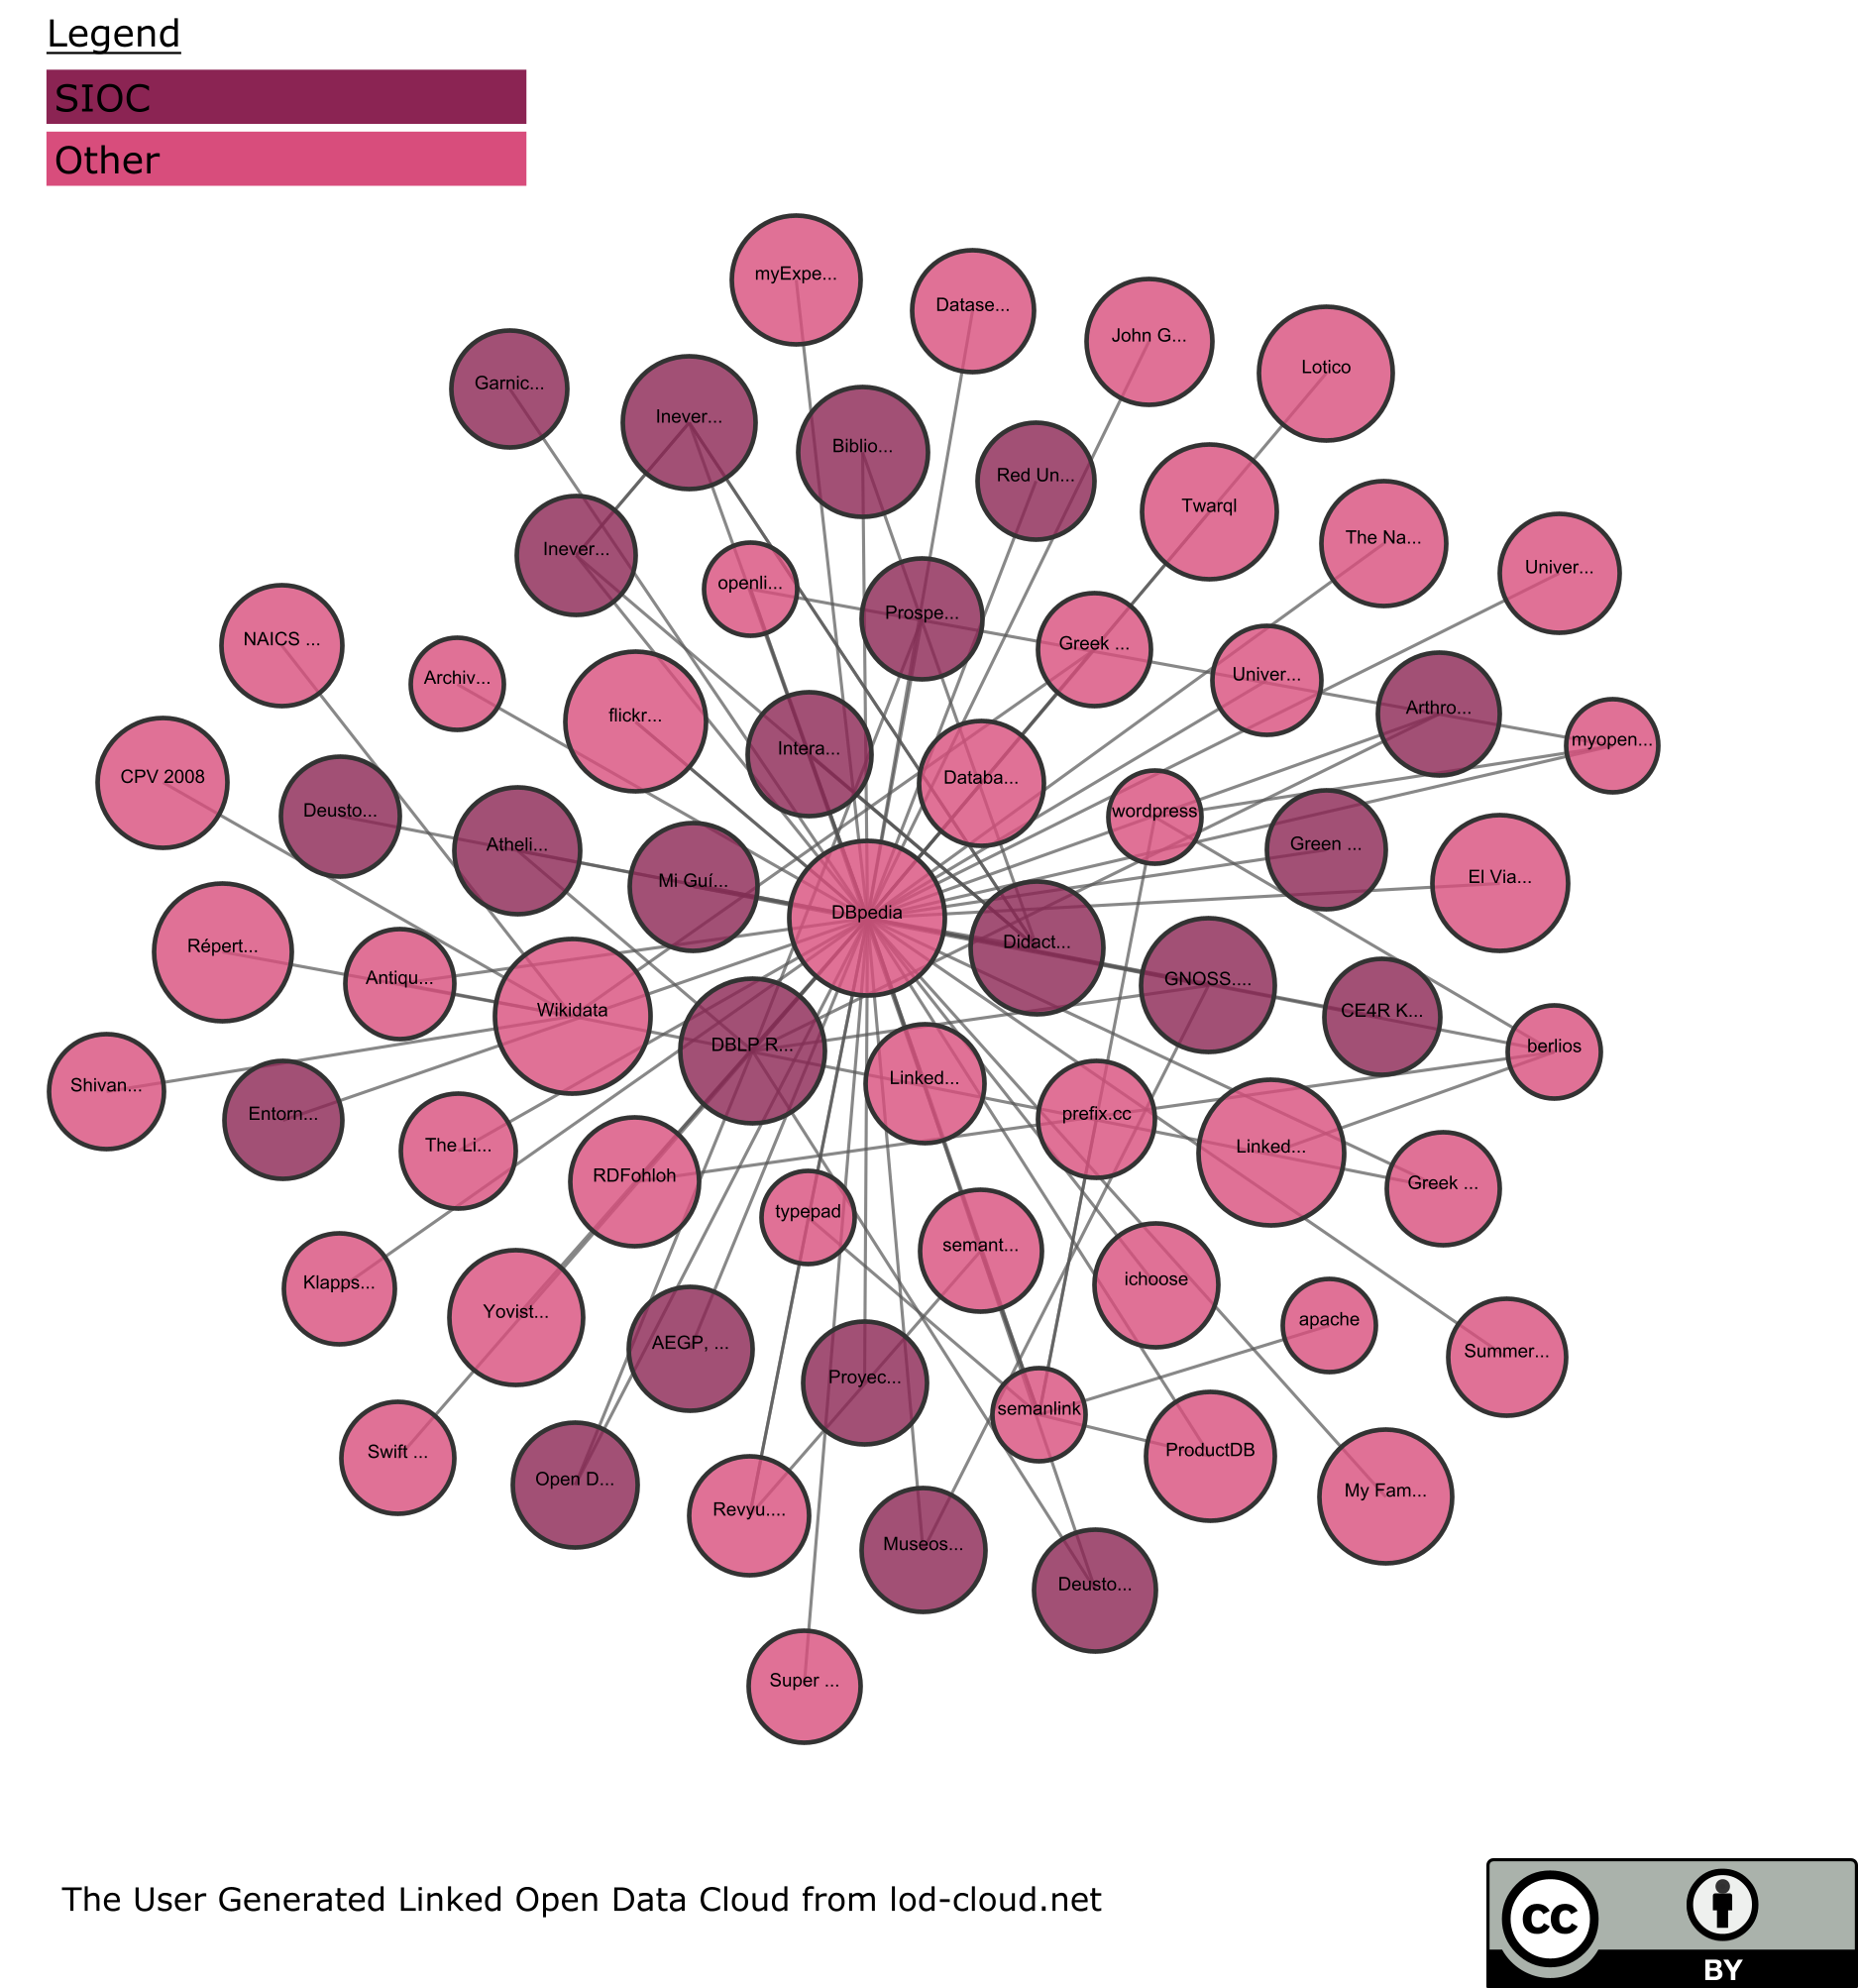 Legend
SIOC
Other
myExpe...
Datase...
John G...
Lotico
Garnic...
Inever...
Biblio...
Red Un...
Twarql
The Na...
Univer...
Inever...
openli...
Prospe...
Greek ...
Univer...
Arthro...
myopen...
NAICS ...
Archiv...
flickr...
Intera...
Databa...
wordpress
Green ...
El Via...
CPV 2008
Deusto...
Atheli...
Mi Guí...
DBpedia
Didact...
GNOSS....
CE4R K...
berlios
Répert...
Antiqu...
Wikidata
DBLP R...
Linked...
prefix.cc
Linked...
Greek ...
Shivan...
Entorn...
The Li...
RDFohloh
typepad
semant...
ichoose
apache
Summer...
Klapps...
Yovist...
AEGP, ...
Proyec...
semanlink
ProductDB
My Fam...
Swift ...
Open D...
Revyu....
Museos...
Deusto...
Super ...
The User Generated Linked Open Data Cloud from lod-cloud.net
cc
BY